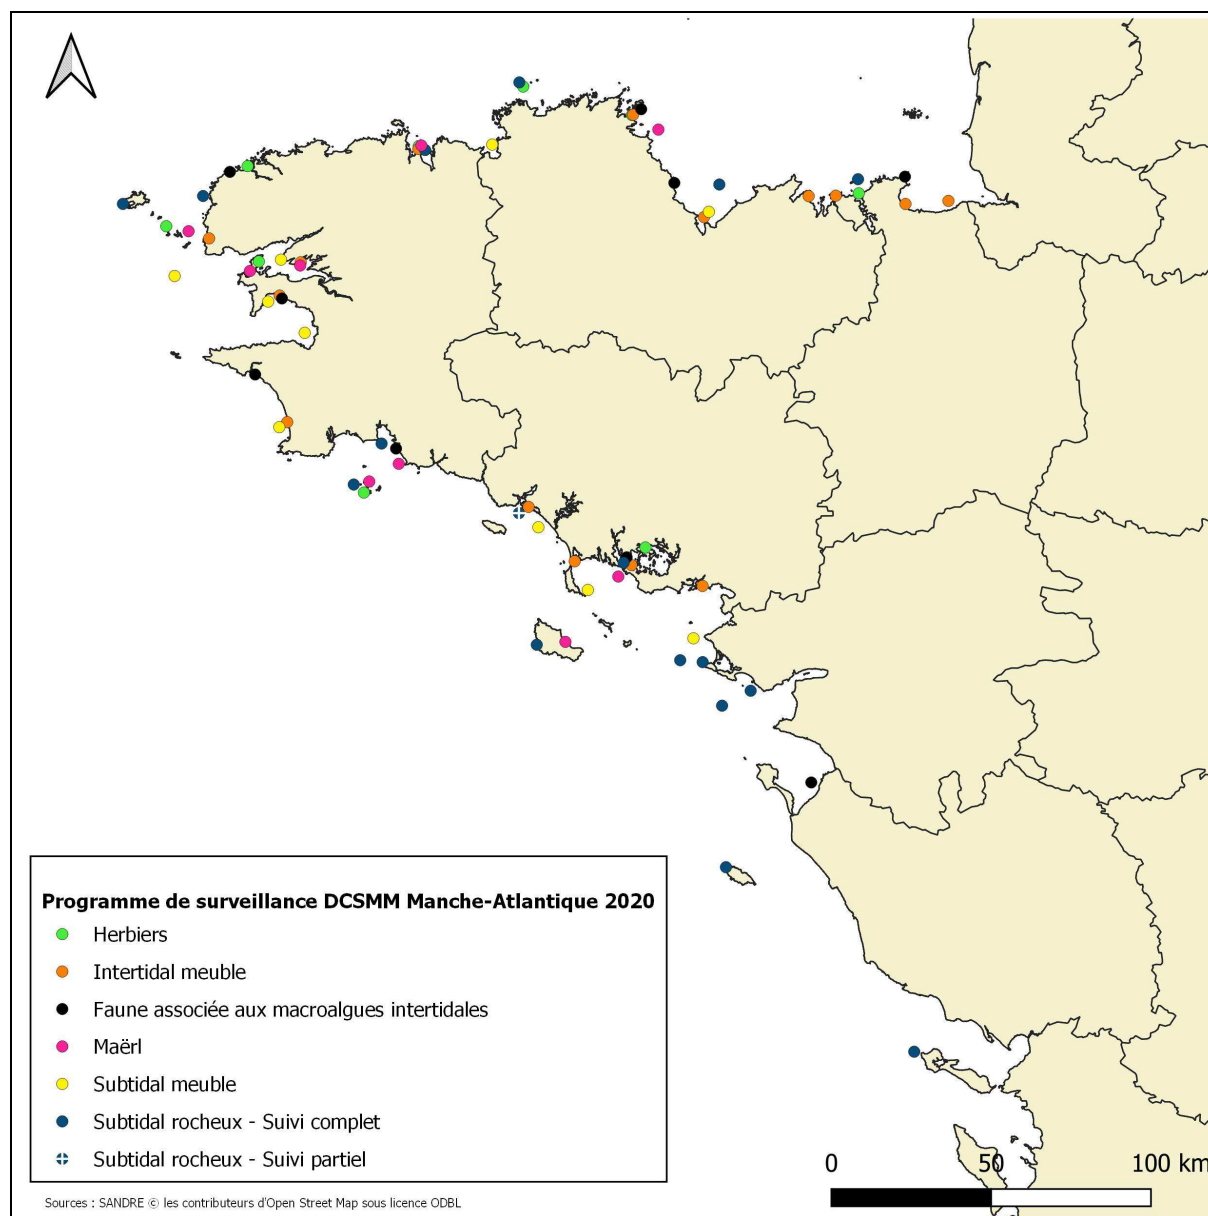 Programme de surveillance DCSMM Manche-Atlantique 2020
Herbiers
Intertidal meuble
Faune associée aux macroalgues intertidales
Maërl
Subtidal meuble
Subtidal rocheux - Suivi complet
Subtidal rocheux - Suivi partiel
0 50 100 km
Sources : SANDRE © les contributeurs d'Open Street Map sous licence ODBL